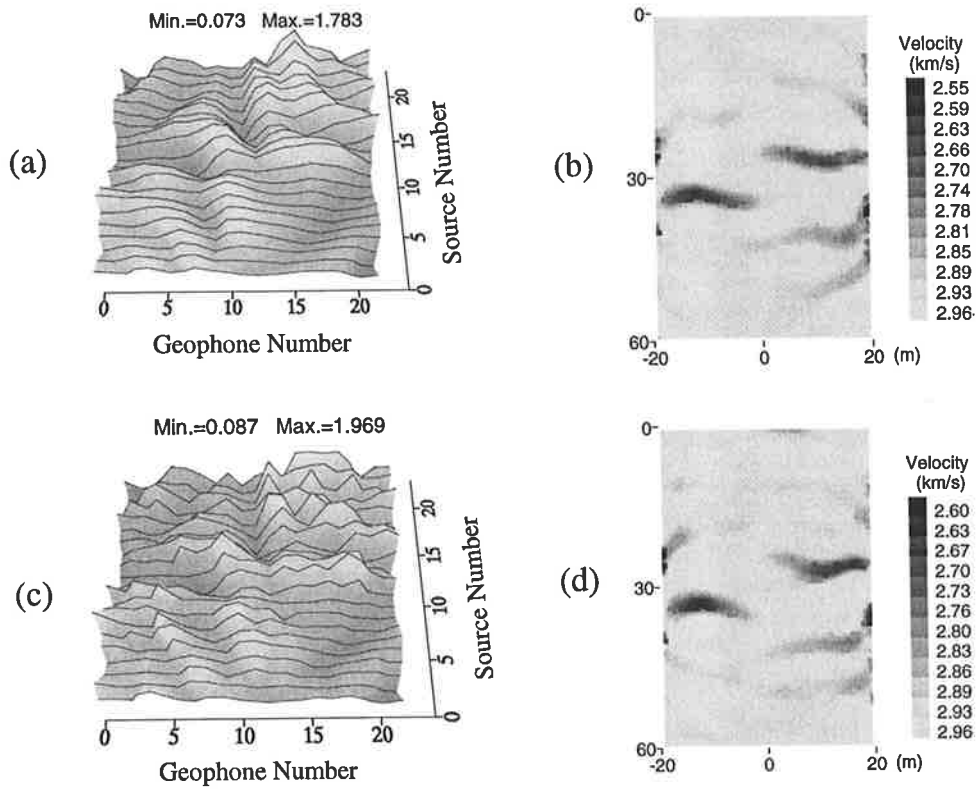 Min.=0.073 Max.=1.783
(a)
20
15
10
5
0
Source Number
0 5 10 15 20
Geophone Number
(b)
0
30
60
-20 0 20 (m)
Velocity
(km/s)
2.55
2.59
2.63
2.66
2.70
2.74
2.78
2.81
2.85
2.89
2.93
2.96
Min.=0.087 Max.=1.969
(c)
20
15
10
5
0
Source Number
0 5 10 15 20
Geophone Number
(d)
0
30
60
-20 0 20 (m)
Velocity
(km/s)
2.60
2.63
2.67
2.70
2.73
2.76
2.80
2.83
2.86
2.89
2.93
2.96